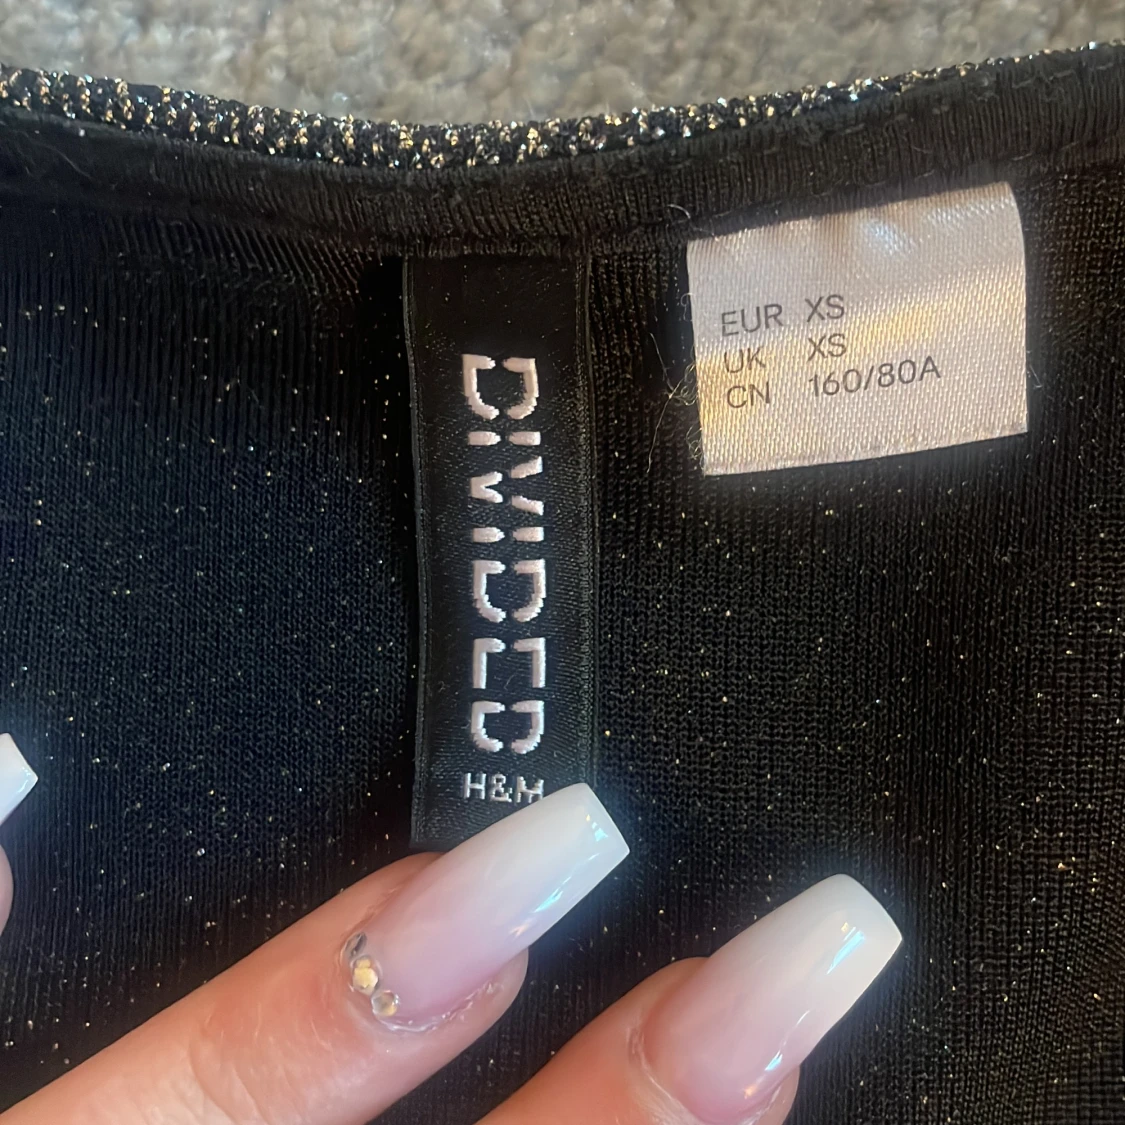 DIVIDED
H&M
EUR XS
UK XS
CN 160/80A